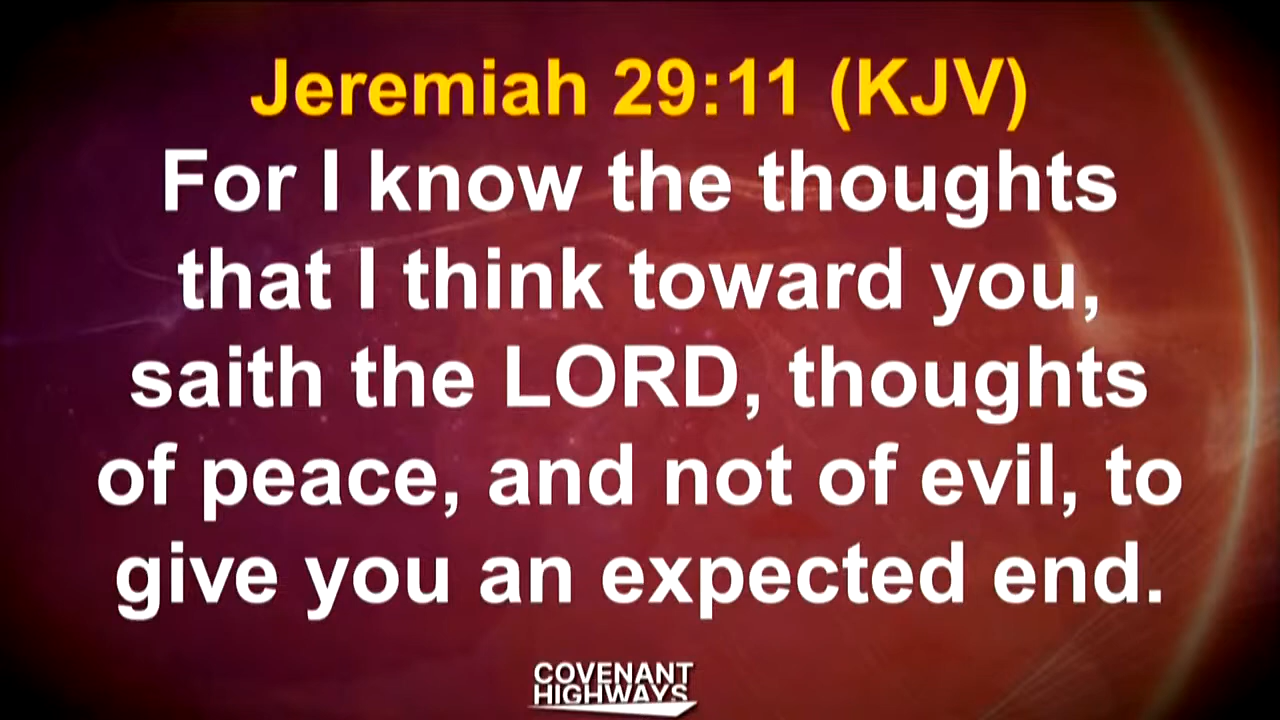 Jeremiah 29:11 (KJV)
For I know the thoughts
that I think toward you,
saith the LORD, thoughts
of peace, and not of evil, to
give you an expected end.
COVENANT
HIGHWAYS